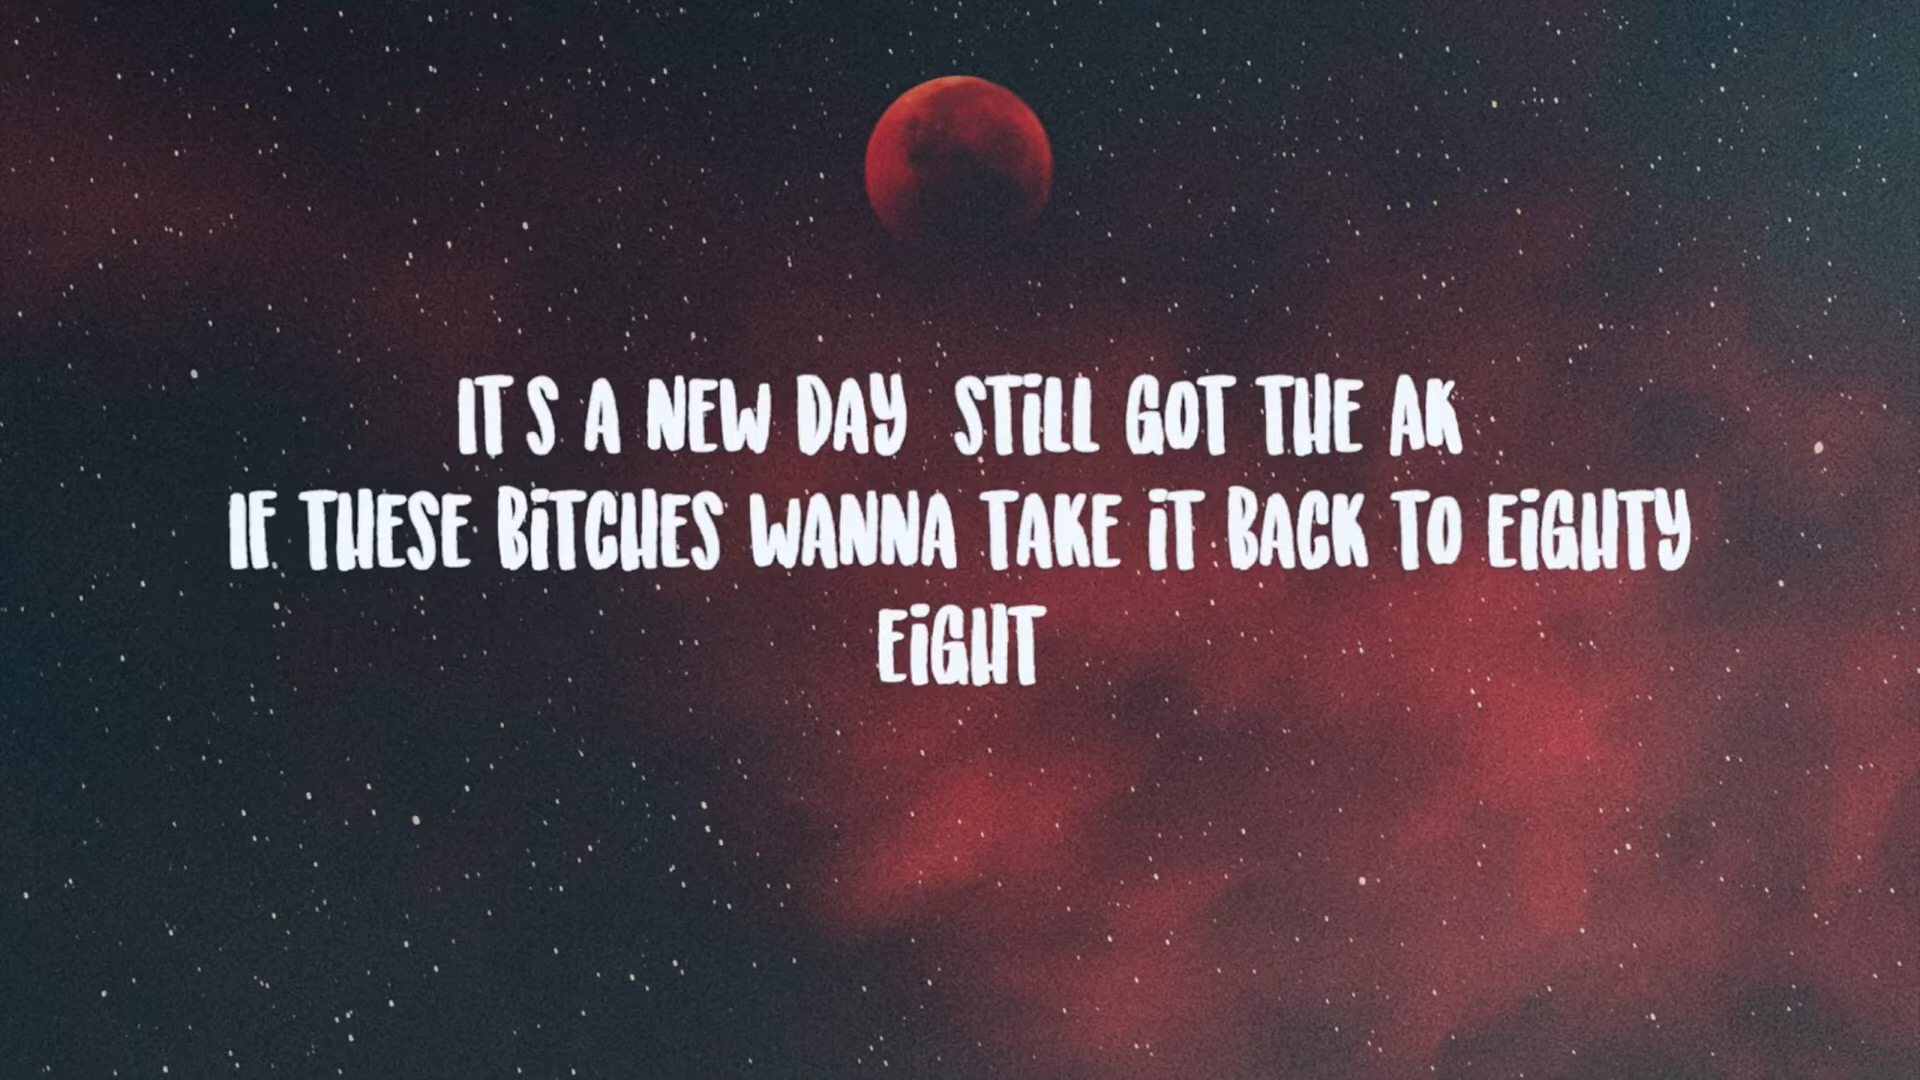 IT S A NEW DAY  STiLL GOT THE AK
IF THESE BiTCHES WANNA TAKE iT BACK TO EiGHTY
EiGHT